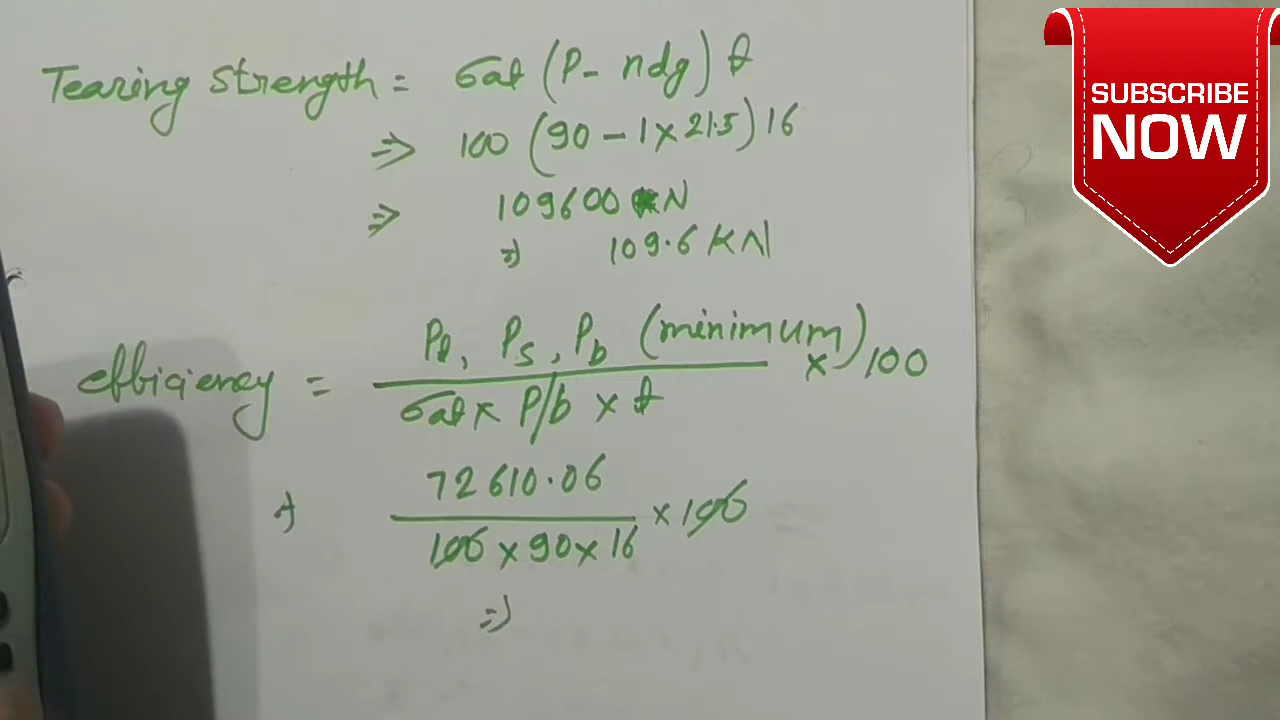 Tearing Strength = σat (P - ndg) t
⇒ 100 (90 - 1 × 21.5) 16
⇒ 109600 N
⇒ 109.6 KN
efficiency = Pt, Ps, Pb (minimum) × 100
σat × P/b × t
⇒ 72610.06 × 100
100 × 90 × 16
⇒
SUBSCRIBE
NOW